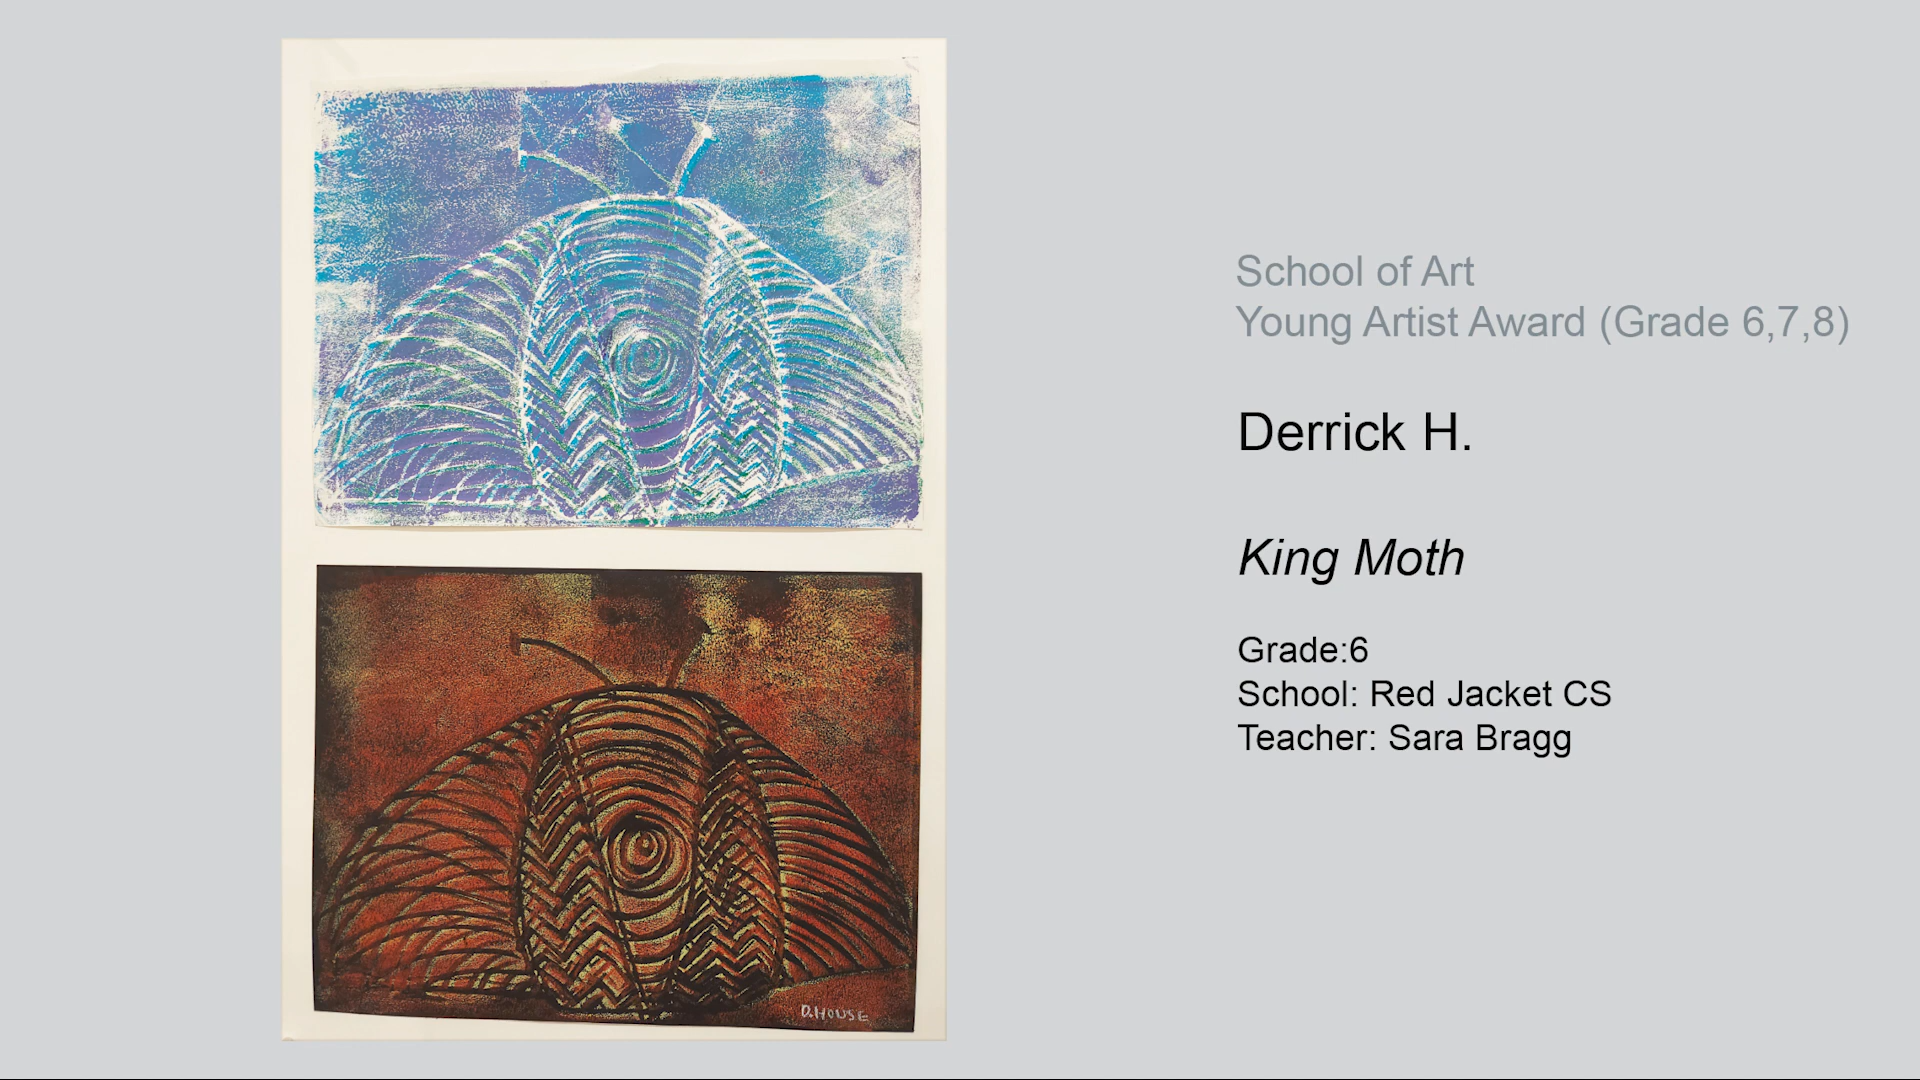 School of Art
Young Artist Award (Grade 6,7,8)
Derrick H.
King Moth
Grade:6
School: Red Jacket CS
Teacher: Sara Bragg
D.HOUSE